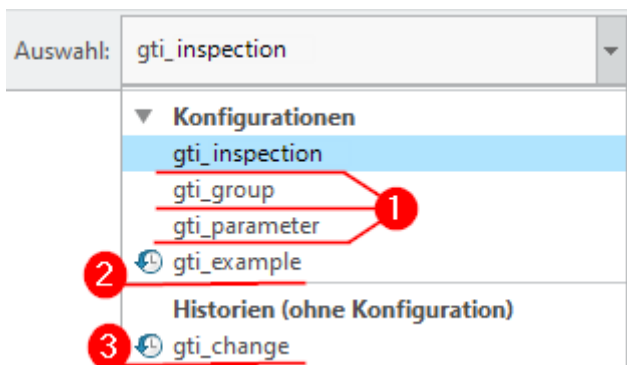 Auswahl: gti_inspection
Konfigurationen
gti_inspection
gti_group
1
gti_parameter
2 gti_example
Historien (ohne Konfiguration)
3 gti_change